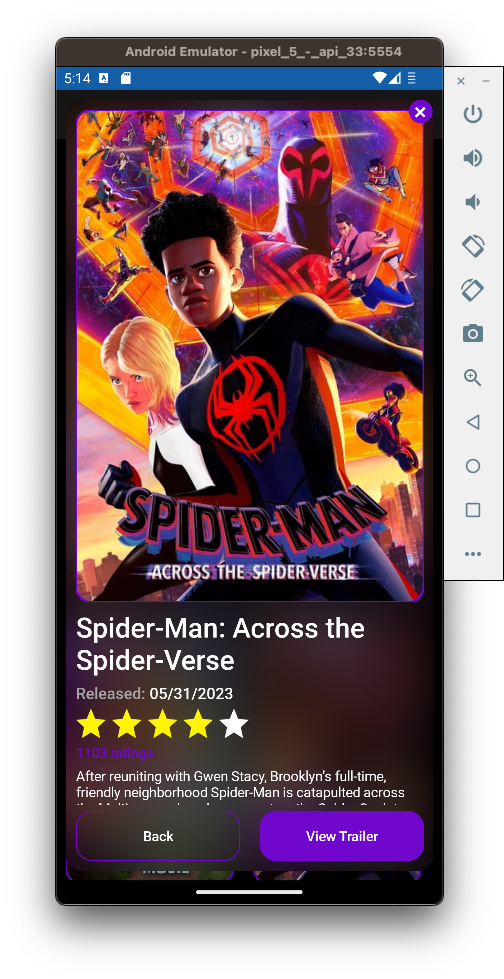 Android Emulator - pixel_5_-_api_33:5554
5:14
SPIDER-MAN
ACROSS THE SPIDER-VERSE
Spider-Man: Across the
Spider-Verse
Released: 05/31/2023
1103 ratings
After reuniting with Gwen Stacy, Brooklyn's full-time,
friendly neighborhood Spider-Man is catapulted across
Back
View Trailer
MOVIE